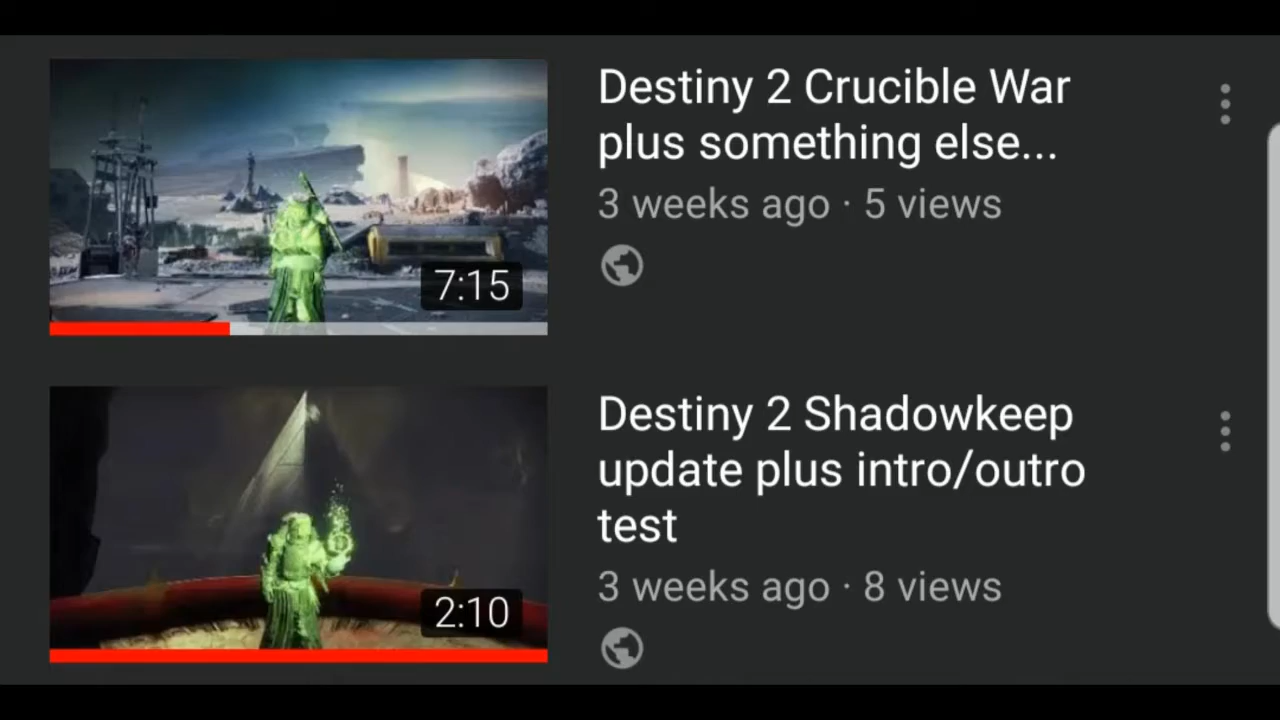 Destiny 2 Crucible War
plus something else...
3 weeks ago · 5 views
7:15
Destiny 2 Shadowkeep
update plus intro/outro
test
3 weeks ago · 8 views
2:10